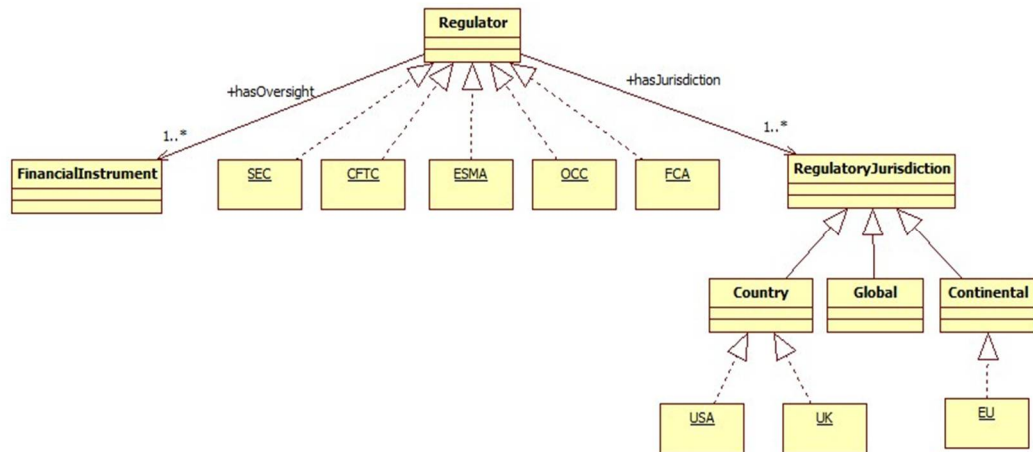 Regulator
+hasOversight
+hasJurisdiction
1..*
1..*
FinancialInstrument
SEC
CFTC
ESMA
OCC
FCA
RegulatoryJurisdiction
Country
Global
Continental
USA
UK
EU